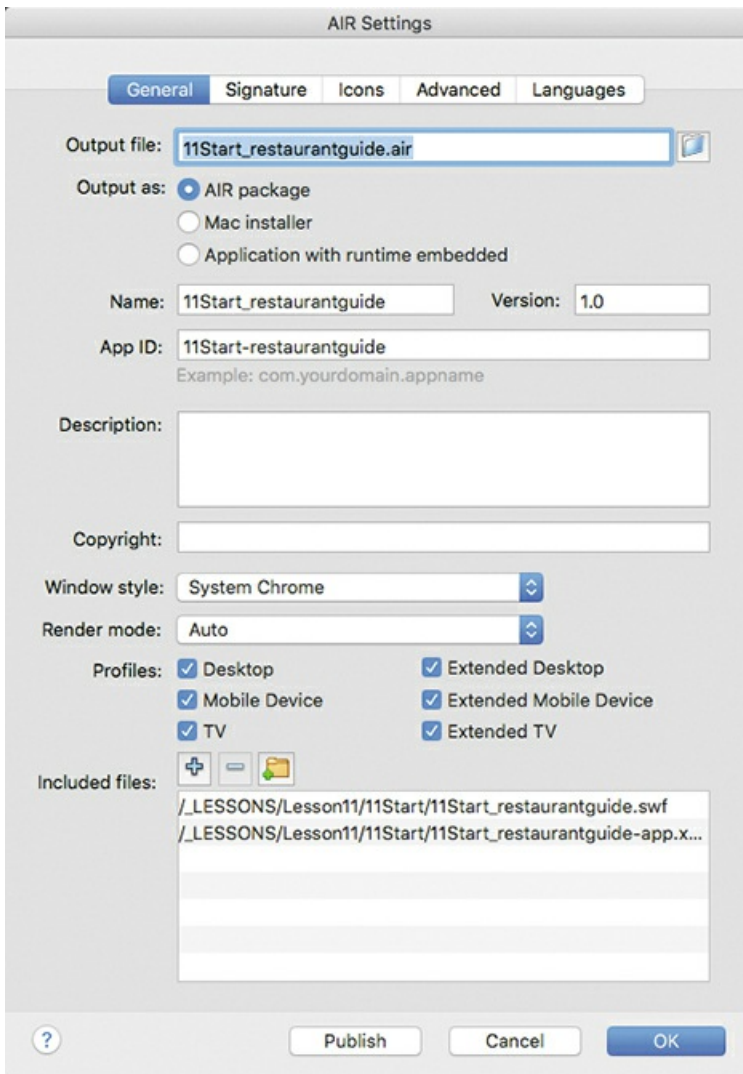 AIR Settings
General Signature Icons Advanced Languages
Output file: 11Start_restaurantguide.air
Output as: AIR package
Mac installer
Application with runtime embedded
Name: 11Start_restaurantguide Version: 1.0
App ID: 11Start-restaurantguide
Example: com.yourdomain.appname
Description:
Copyright:
Window style: System Chrome
Render mode: Auto
Profiles: Desktop Extended Desktop
Mobile Device Extended Mobile Device
TV Extended TV
Included files:
/_LESSONS/Lesson11/11Start/11Start_restaurantguide.swf
/_LESSONS/Lesson11/11Start/11Start_restaurantguide-app.x...
? Publish Cancel OK